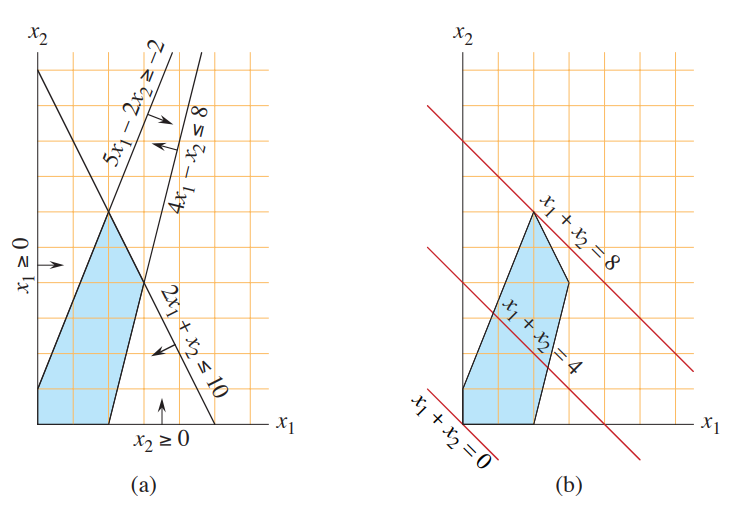 x₂
5x₁ − 2x₂ ≥ −2
4x₁ − x₂ ≤ 8
x₁ ≥ 0
2x₁ + x₂ ≤ 10
x₁
x₂ ≥ 0
(a)
x₂
x₁ + x₂ = 8
x₁ + x₂ = 4
x₁ + x₂ = 0
x₁
(b)